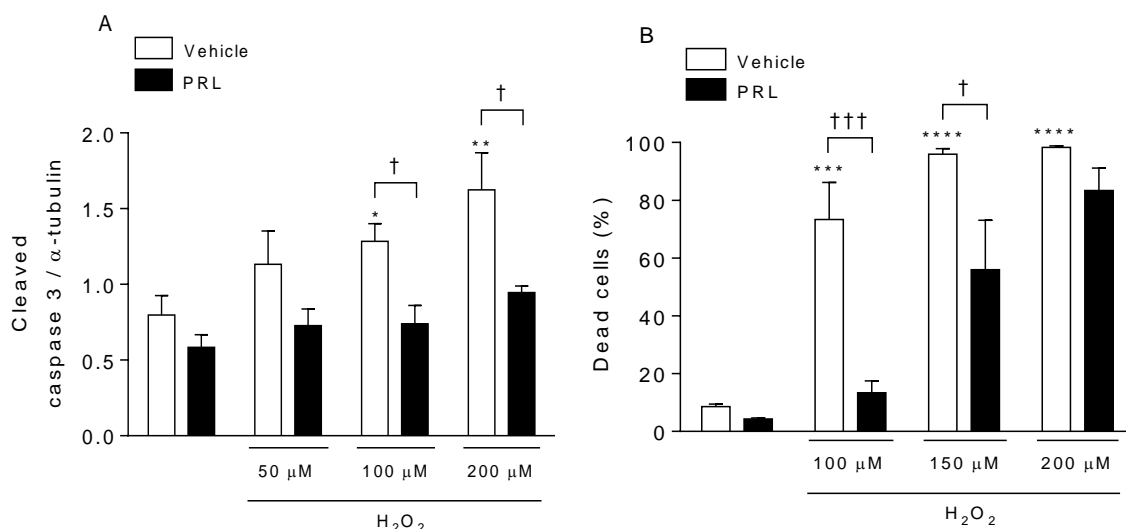 A
Vehicle
PRL
Cleaved
caspase 3 / α-tubulin
2.0
1.5
1.0
0.5
0.0
*
†
**
†
50 μM
100 μM
200 μM
H₂O₂
B
Vehicle
PRL
Dead cells (%)
100
80
60
40
20
0
***
†††
****
†
****
100 μM
150 μM
200 μM
H₂O₂